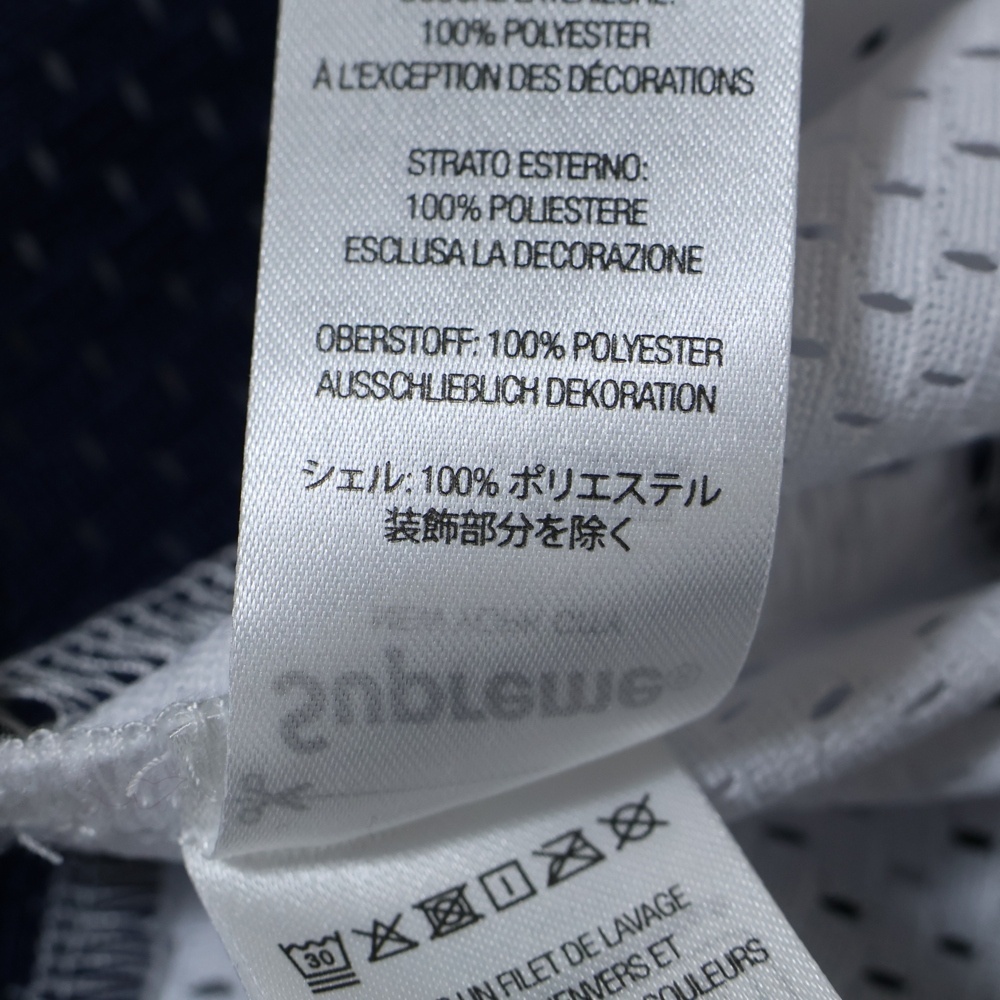 100% POLYESTER
À L'EXCEPTION DES DÉCORATIONS
STRATO ESTERNO:
100% POLIESTERE
ESCLUSA LA DECORAZIONE
OBERSTOFF: 100% POLYESTER
AUSSCHLIEßLICH DEKORATION
シェル: 100% ポリエステル
装飾部分を除く
Supreme®
30
UN FILET DE LAVAGE
ET
COULEURS